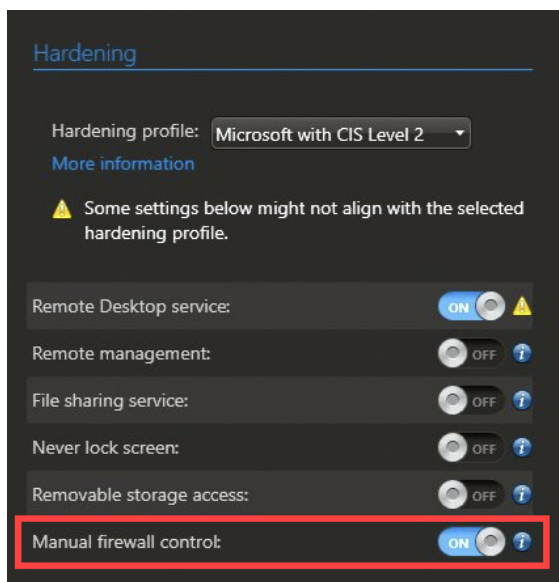 Hardening
Hardening profile: Microsoft with CIS Level 2
More information
Some settings below might not align with the selected
hardening profile.
Remote Desktop service: ON
Remote management: OFF
File sharing service: OFF
Never lock screen: OFF
Removable storage access: OFF
Manual firewall control: ON